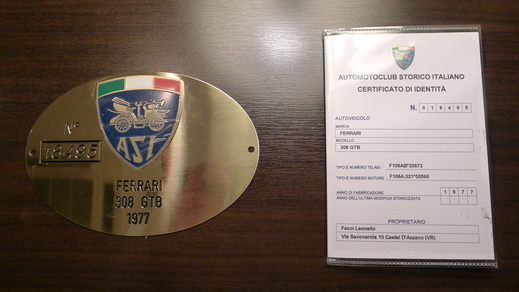 N°
18495
ASI
FERRARI
308 GTB
1977
AUTOMOTOCLUB STORICO ITALIANO
CERTIFICATO DI IDENTITÀ
N. 018495
AUTOVEICOLO
MARCA
FERRARI
MODELLO
308 GTB
TIPO E NUMERO TELAIO F106AB*20673
TIPO E NUMERO MOTORE F106A.021*00060
ANNO DI FABBRICAZIONE 1977
ANNO DELL'ULTIMA MODIFICA STORICIZZATA
PROPRIETARIO
Facci Leonello
Via Savonarola 10 Castel D'Azzano (VR)